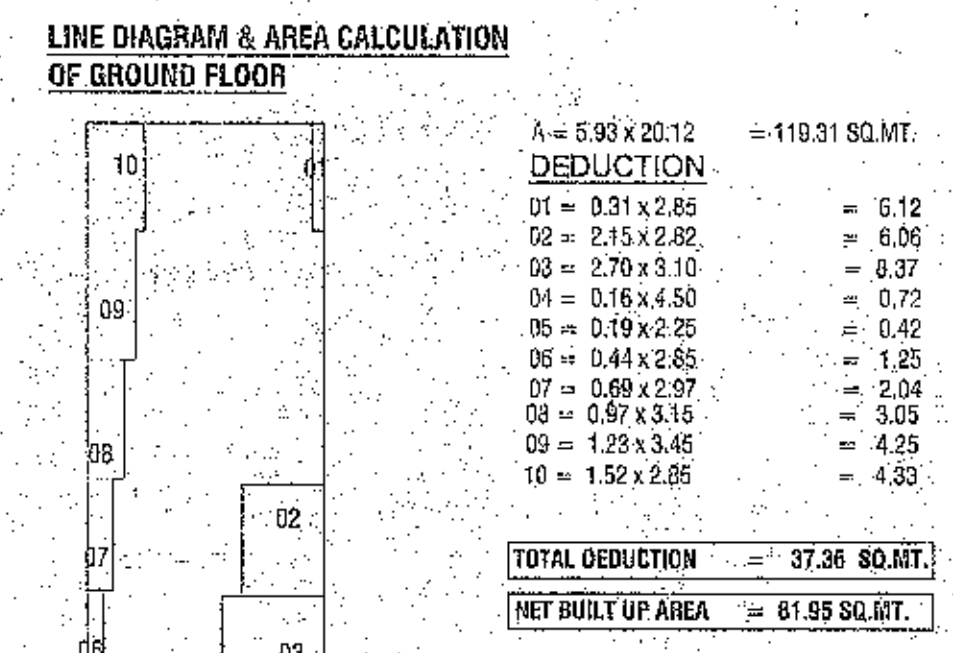 LINE DIAGRAM & AREA CALCULATION
OF GROUND FLOOR
A = 5.93 x 20.12 = 119.31 SQ.MT.
DEDUCTION
01 = 0.31 x 2.85 = 6.12
02 = 2.15 x 2.82 = 6.06
03 = 2.70 x 3.10 = 8.37
04 = 0.16 x 4.50 = 0.72
05 = 0.19 x 2.25 = 0.42
06 = 0.44 x 2.85 = 1.25
07 = 0.69 x 2.97 = 2.04
08 = 0.97 x 3.15 = 3.05
09 = 1.23 x 3.45 = 4.25
10 = 1.52 x 2.85 = 4.33
TOTAL DEDUCTION = 37.36 SQ.MT.
NET BUILT UP AREA = 81.95 SQ.MT.
10
01
09
08
02
07
06
03